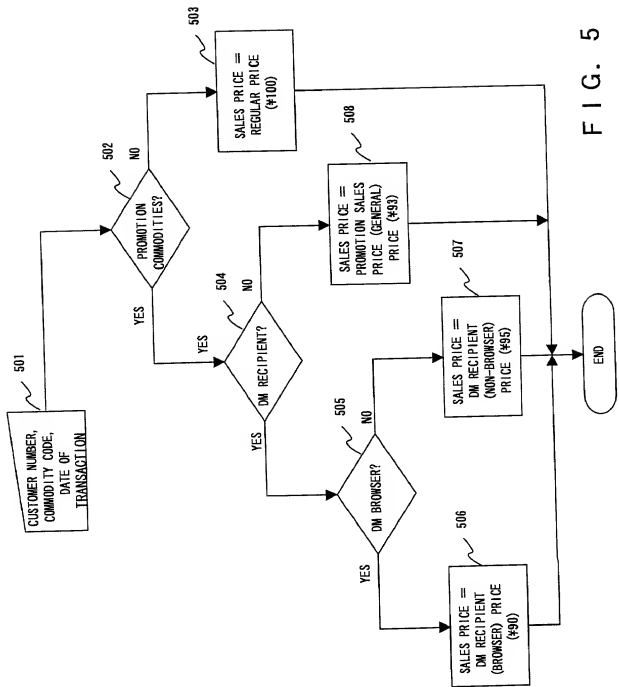 501
CUSTOMER NUMBER,
COMMODITY CODE,
DATE OF
TRANSACTION
502
PROMOTION
COMMODITIES?
YES
NO
503
SALES PRICE =
REGULAR PRICE
(¥100)
YES
504
DM RECIPIENT?
YES
NO
508
SALES PRICE =
PROMOTION SALES
PRICE (GENERAL)
PRICE (¥93)
505
DM BROWSER?
YES
NO
506
SALES PRICE =
DM RECIPIENT
(BROWSER) PRICE
(¥90)
507
SALES PRICE =
DM RECIPIENT
(NON-BROWSER)
PRICE (¥95)
END
FIG. 5